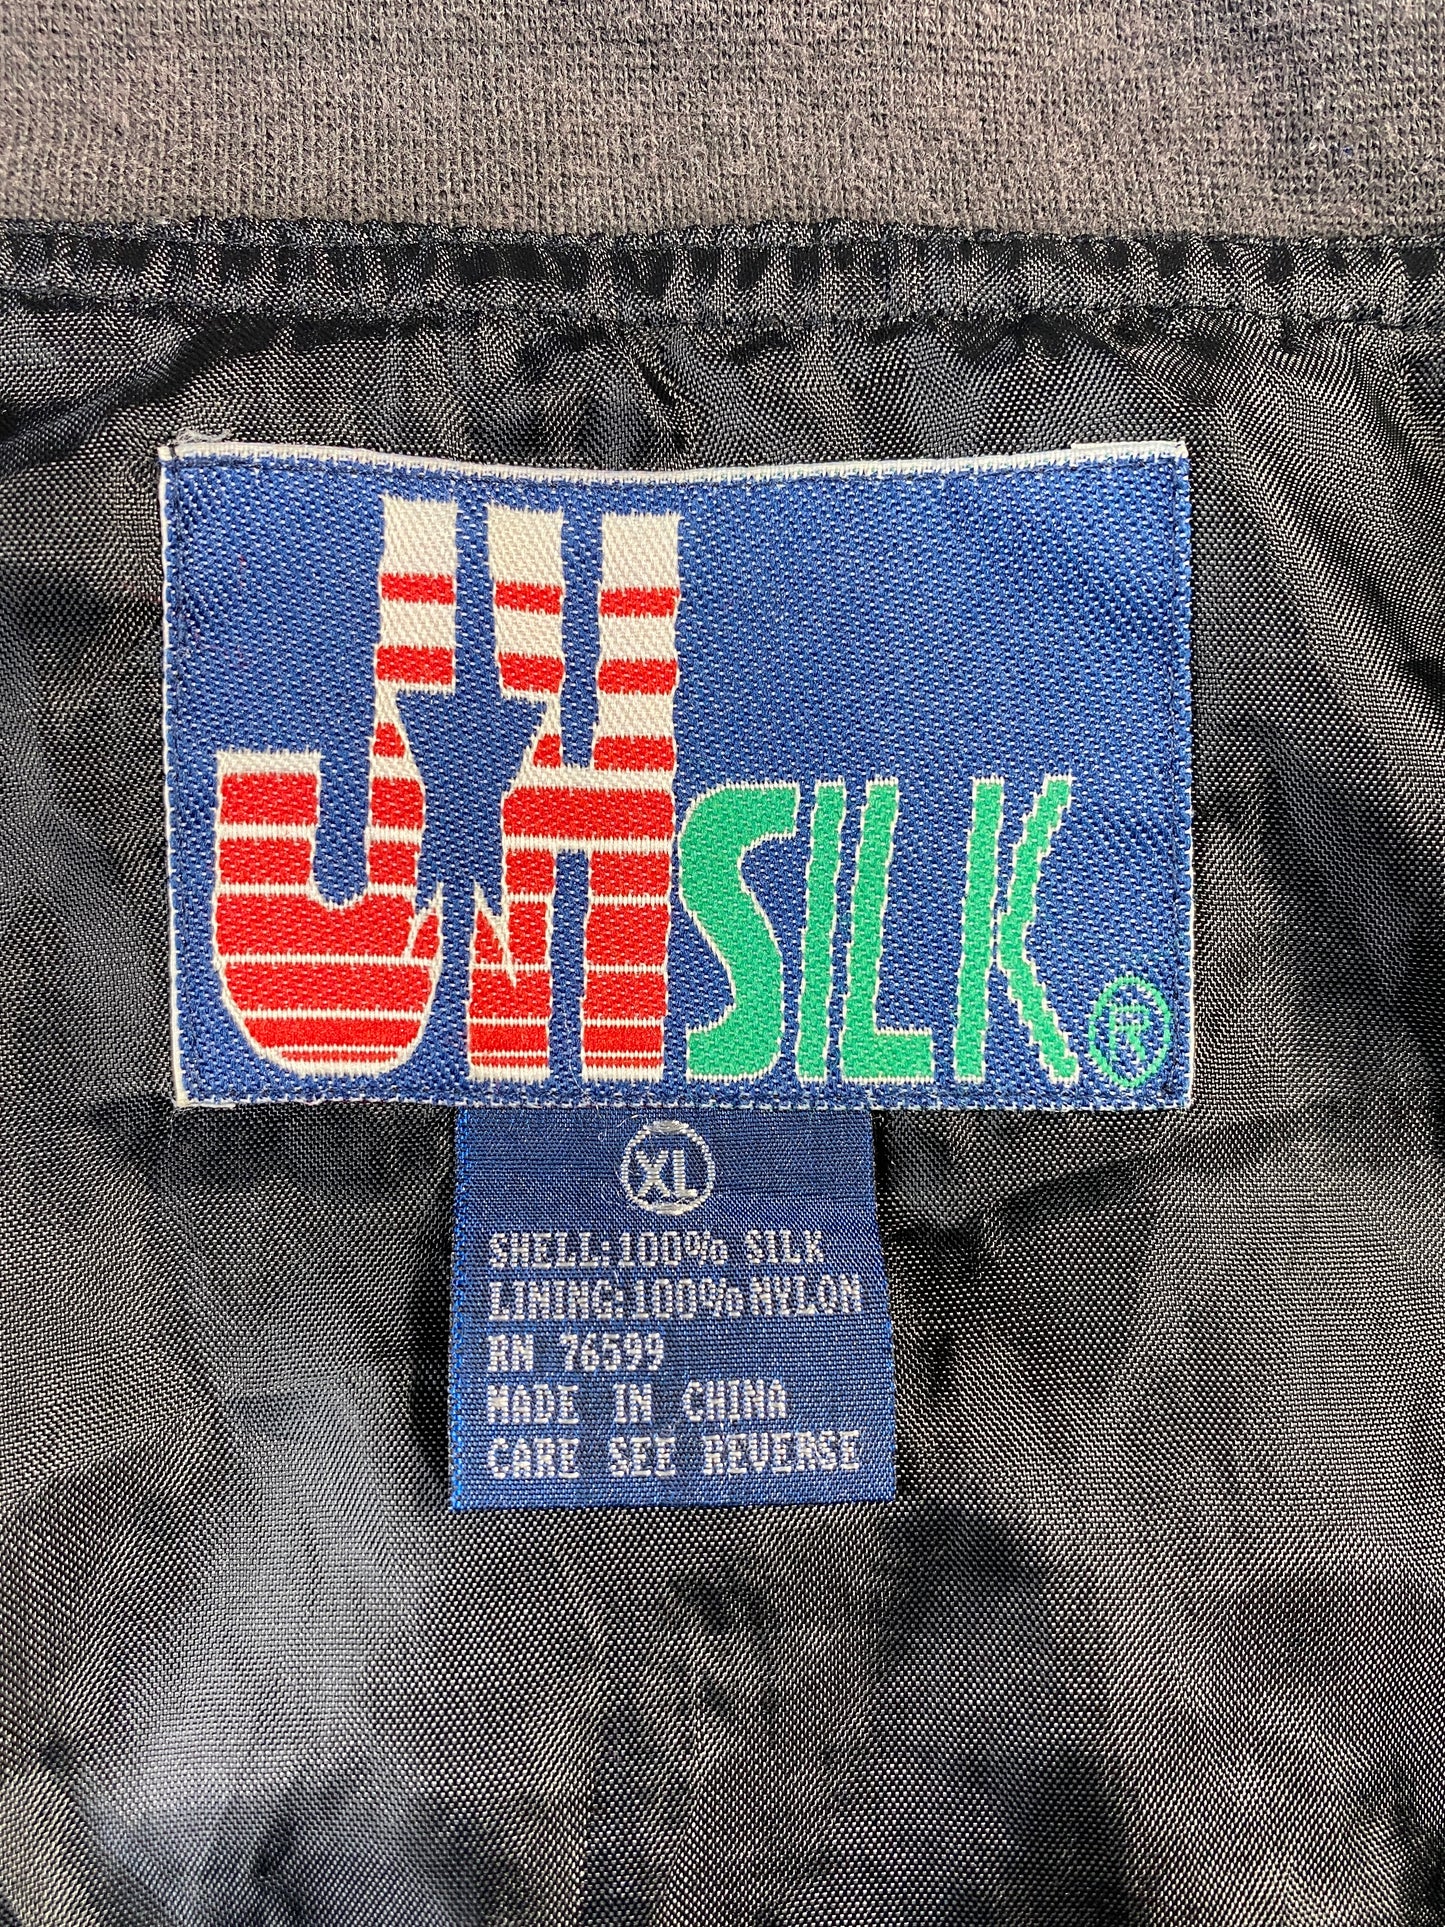 JH SILK ®
XL
SHELL:100% SILK
LINING:100% NYLON
RN 76599
MADE IN CHINA
CARE SEE REVERSE